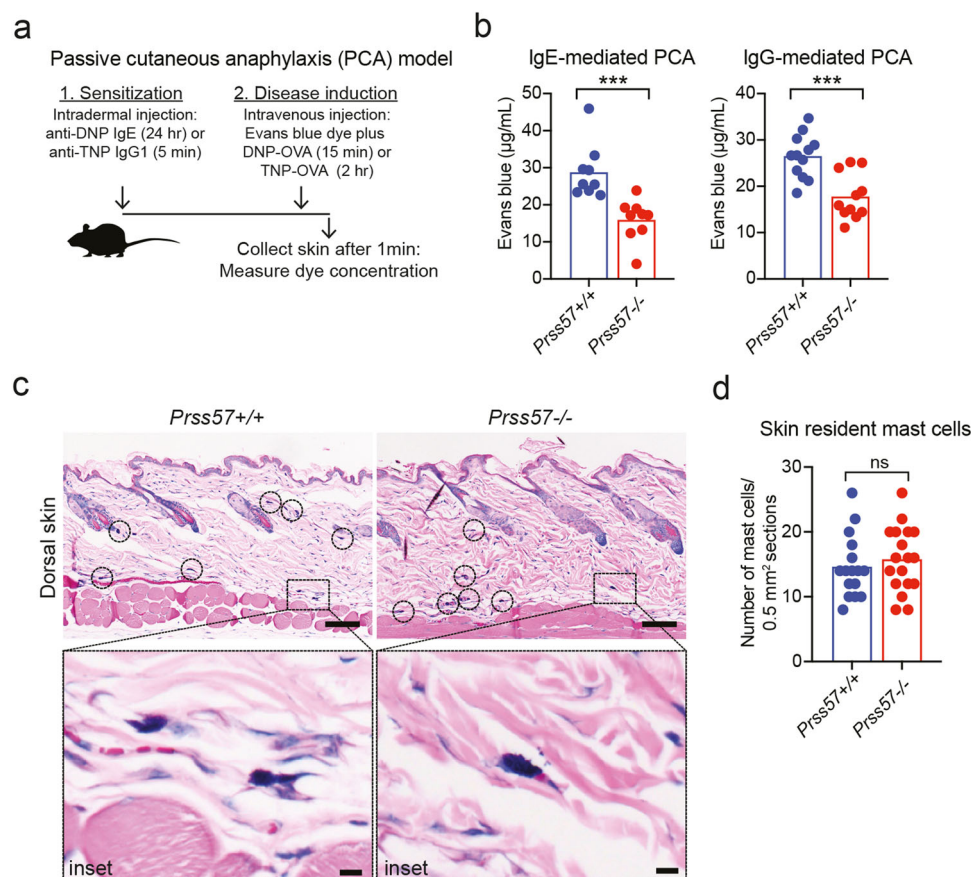 a
Passive cutaneous anaphylaxis (PCA) model
1. Sensitization
Intradermal injection:
anti-DNP IgE (24 hr) or
anti-TNP IgG1 (5 min)
2. Disease induction
Intravenous injection:
Evans blue dye plus
DNP-OVA (15 min) or
TNP-OVA (2 hr)
Collect skin after 1min:
Measure dye concentration
b
IgE-mediated PCA
***
Evans blue (µg/mL)
50
40
30
20
10
0
Prss57+/+
Prss57-/-
IgG-mediated PCA
***
Evans blue (µg/mL)
40
30
20
10
0
Prss57+/+
Prss57-/-
c
Prss57+/+
Prss57-/-
Dorsal skin
inset
inset
d
Skin resident mast cells
ns
Number of mast cells/
0.5 mm² sections
30
20
10
0
Prss57+/+
Prss57-/-